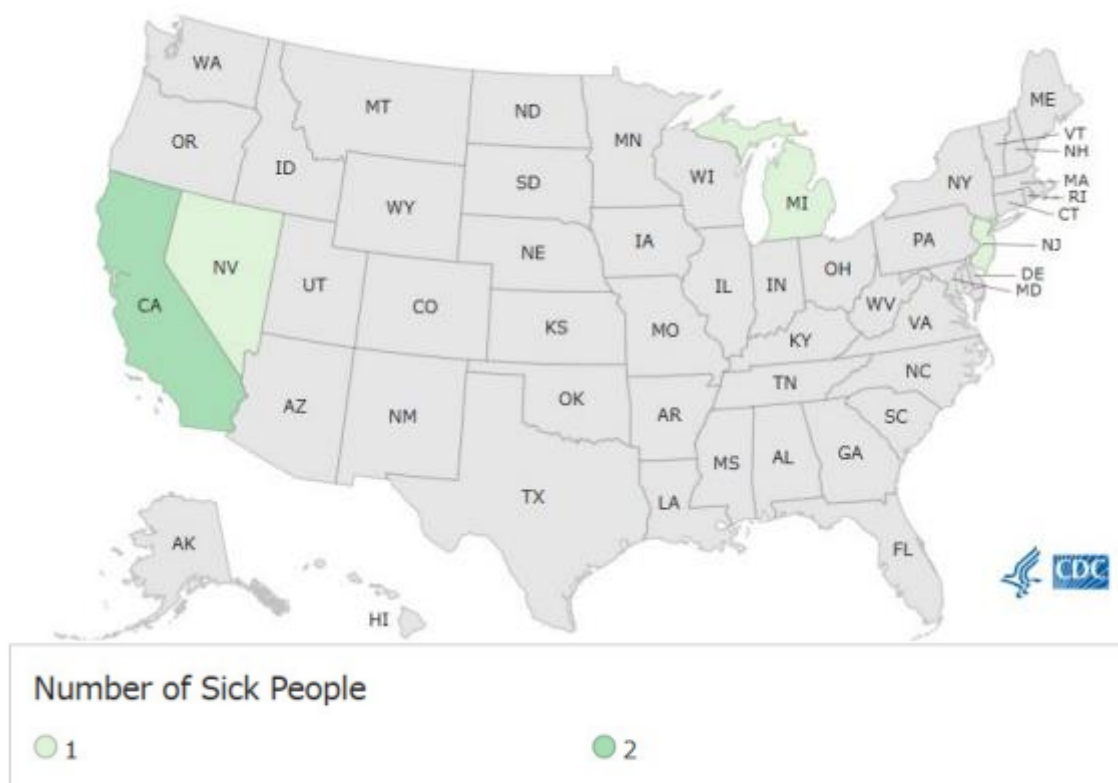 WA
MT
ND
MN
ME
VT
NH
OR
ID
SD
WI
NY
MA
RI
CT
WY
MI
IA
PA
NJ
NE
NV
UT
CO
IL
IN
OH
DE
MD
WV
VA
CA
KS
MO
KY
NC
TN
AZ
NM
OK
AR
SC
MS
AL
GA
TX
LA
FL
AK
HI
CDC
Number of Sick People
1
2